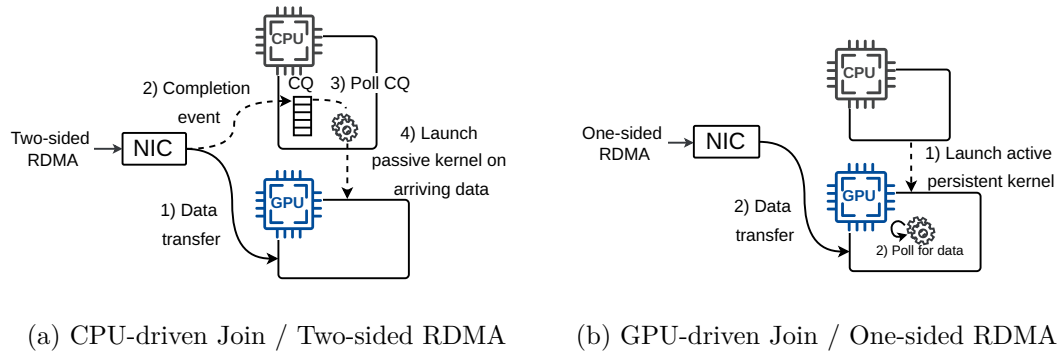 CPU
2) Completion
event
CQ
3) Poll CQ
Two-sided
RDMA
NIC
4) Launch
passive kernel on
arriving data
1) Data
transfer
GPU
(a) CPU-driven Join / Two-sided RDMA
CPU
One-sided
RDMA
NIC
1) Launch active
persistent kernel
2) Data
transfer
GPU
2) Poll for data
(b) GPU-driven Join / One-sided RDMA